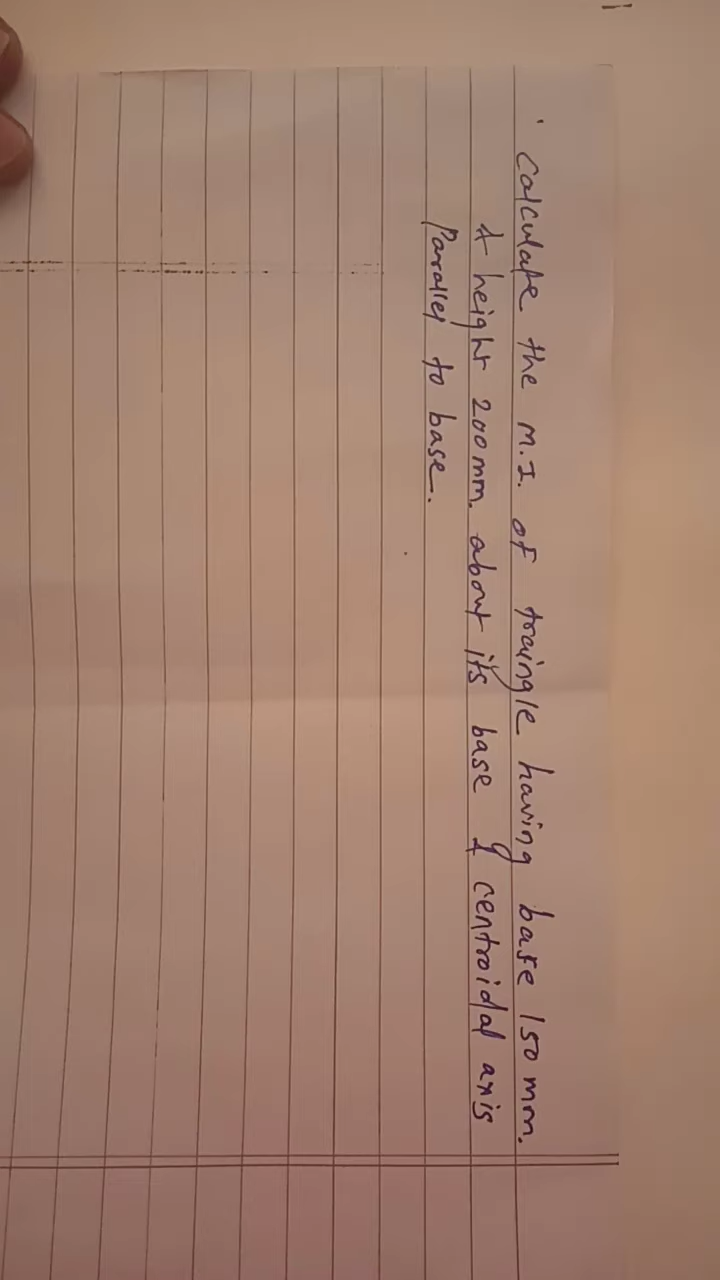 calculate the M.I. of traingle having base 150 mm.
& height 200 mm. about its base & centroidal axis
Parallel to base.